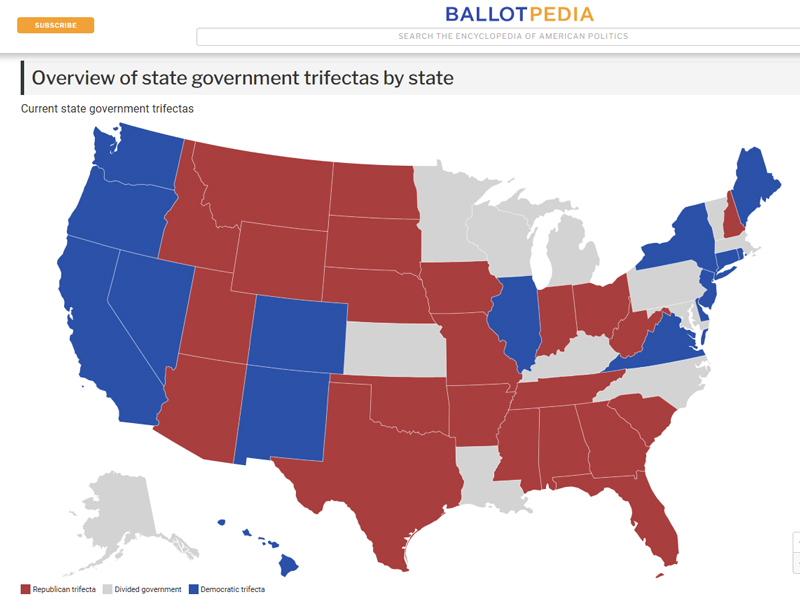 SUBSCRIBE
BALLOTPEDIA
SEARCH THE ENCYCLOPEDIA OF AMERICAN POLITICS
Overview of state government trifectas by state
Current state government trifectas
Republican trifecta Divided government Democratic trifecta